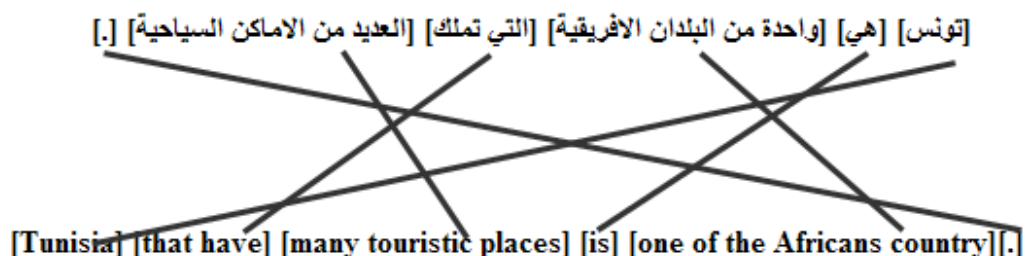 [تونس] [هي] [واحدة من البلدان الافريقية] [التي تملك] [العديد من الاماكن السياحية] [.]
[Tunisia] [that have] [many touristic places] [is] [one of the Africans country][.]